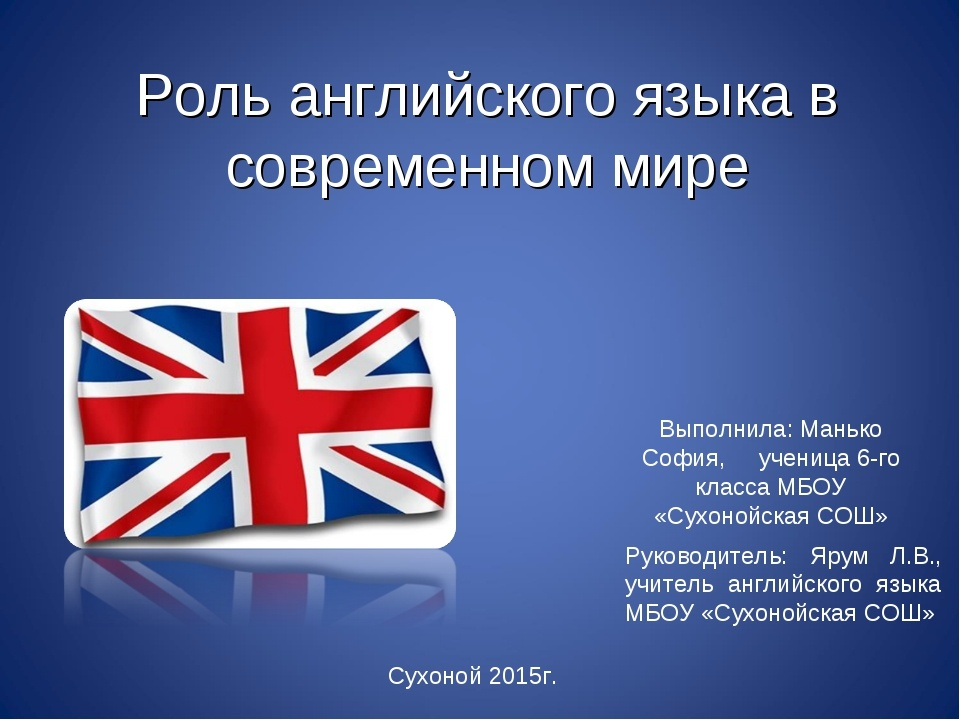 Роль английского языка в
современном мире
Выполнила: Манько
София, ученица 6-го
класса МБОУ
«Сухонойская СОШ»
Руководитель: Ярум Л.В.,
учитель английского языка
МБОУ «Сухонойская СОШ»
Сухоной 2015г.